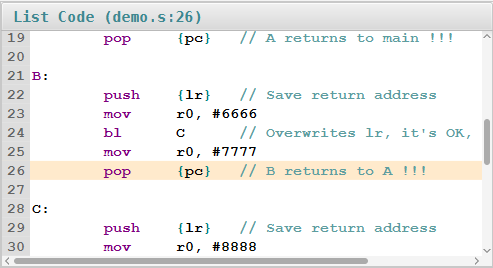 List Code (demo.s:26)
19 pop {pc} // A returns to main !!!
20
21 B:
22 push {lr} // Save return address
23 mov r0, #6666
24 bl C // Overwrites lr, it's OK,
25 mov r0, #7777
26 pop {pc} // B returns to A !!!
27
28 C:
29 push {lr} // Save return address
30 mov r0, #8888